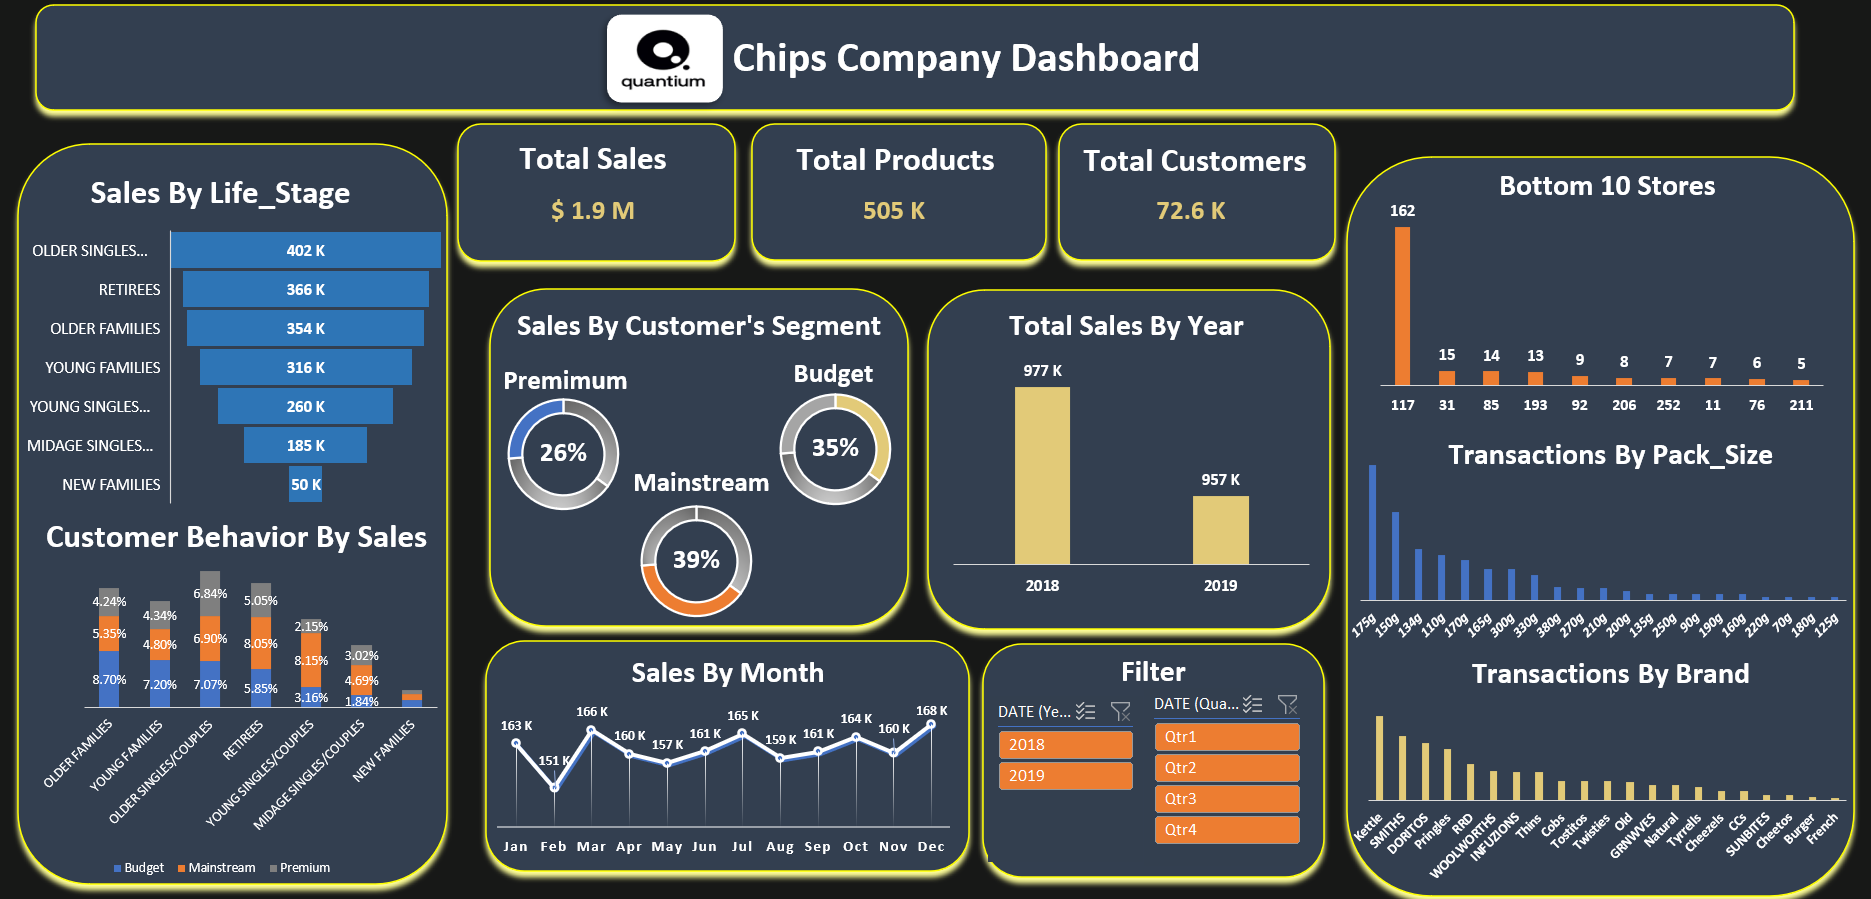 quantium
Chips Company Dashboard
Sales By Life_Stage
OLDER SINGLES... 402 K
RETIREES 366 K
OLDER FAMILIES 354 K
YOUNG FAMILIES 316 K
YOUNG SINGLES... 260 K
MIDAGE SINGLES... 185 K
NEW FAMILIES 50 K
Customer Behavior By Sales
4.24% 4.34% 6.84% 5.05% 2.15% 3.02%
5.35% 4.80% 6.90% 8.05% 8.15% 4.69%
8.70% 7.20% 7.07% 5.85% 3.16% 1.84%
OLDER FAMILIES
YOUNG FAMILIES
OLDER SINGLES/COUPLES
RETIREES
YOUNG SINGLES/COUPLES
MIDAGE SINGLES/COUPLES
NEW FAMILIES
Budget Mainstream Premium
Total Sales
$ 1.9 M
Total Products
505 K
Total Customers
72.6 K
Sales By Customer's Segment
Premimum
26%
Budget
35%
Mainstream
39%
Total Sales By Year
977 K
957 K
2018 2019
Sales By Month
163 K 151 K 166 K 160 K 157 K 161 K 165 K 159 K 161 K 164 K 160 K 168 K
Jan Feb Mar Apr May Jun Jul Aug Sep Oct Nov Dec
Filter
DATE (Ye...
2018
2019
DATE (Qua...
Qtr1
Qtr2
Qtr3
Qtr4
Bottom 10 Stores
162 15 14 13 9 8 7 7 6 5
117 31 85 193 92 206 252 11 76 211
Transactions By Pack_Size
175g 150g 134g 110g 170g 165g 300g 330g 380g 270g 210g 200g 135g 250g 90g 190g 160g 220g 70g 180g 125g
Transactions By Brand
Kettle
SMITHS
DORITOS
Pringles
RRD
WOOLWORTHS
INFUZIONS
Thins
Cobs
Tostitos
Twisties
Old
GRNWVES
Natural
Tyrrells
Cheezels
CCs
SUNBITES
Cheetos
Burger
French